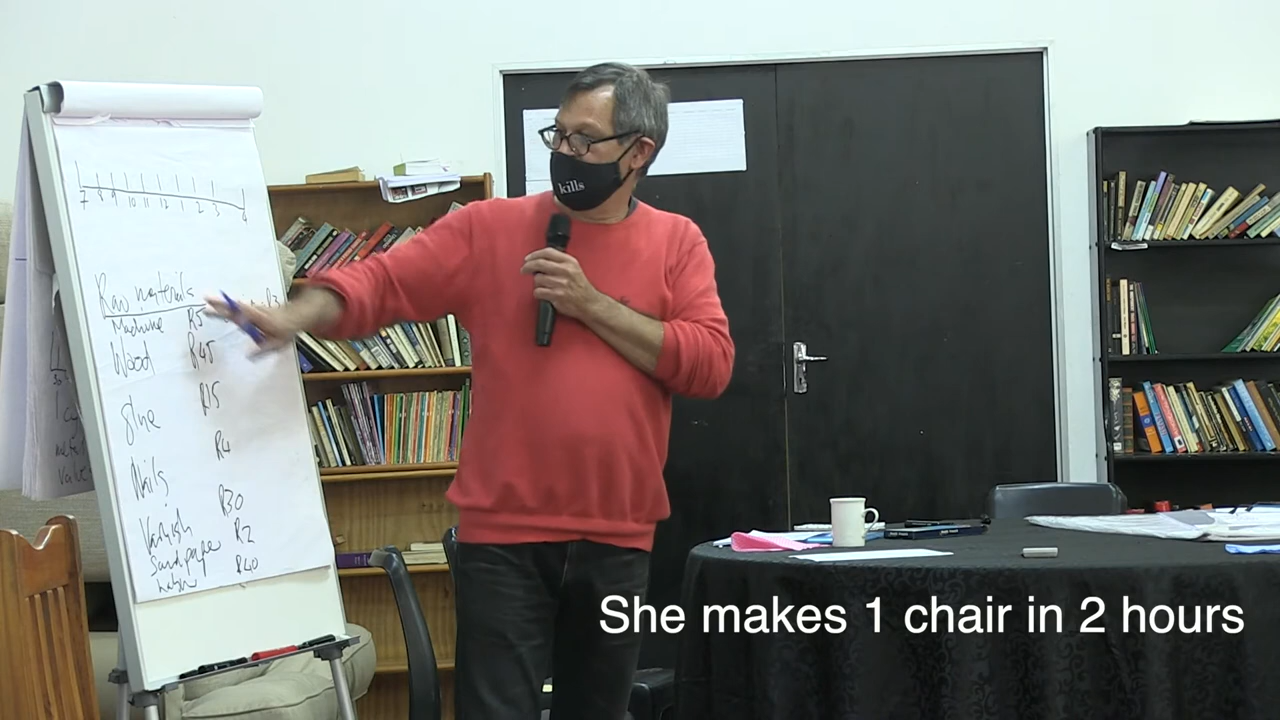 7 8 9 10 11 12 1 2 3 4
Raw materials
Machine R5
Wood R45
glue R15
Nails R4
Varnish R30
Sandpaper R2
Labour R40
kills
She makes 1 chair in 2 hours